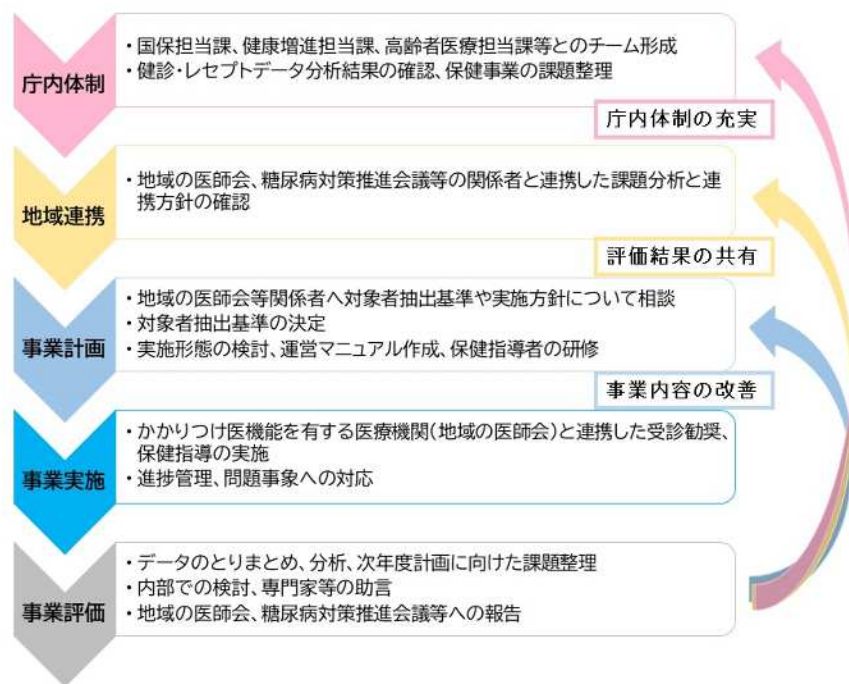 庁内体制
・国保担当課、健康増進担当課、高齢者医療担当課等とのチーム形成
・健診・レセプトデータ分析結果の確認、保健事業の課題整理
庁内体制の充実
地域連携
・地域の医師会、糖尿病対策推進会議等の関係者と連携した課題分析と連
携方針の確認
評価結果の共有
事業計画
・地域の医師会等関係者へ対象者抽出基準や実施方針について相談
・対象者抽出基準の決定
・実施形態の検討、運営マニュアル作成、保健指導者の研修
事業内容の改善
事業実施
・かかりつけ医機能を有する医療機関(地域の医師会)と連携した受診勧奨、
保健指導の実施
・進捗管理、問題事象への対応
事業評価
・データのとりまとめ、分析、次年度計画に向けた課題整理
・内部での検討、専門家等の助言
・地域の医師会、糖尿病対策推進会議等への報告